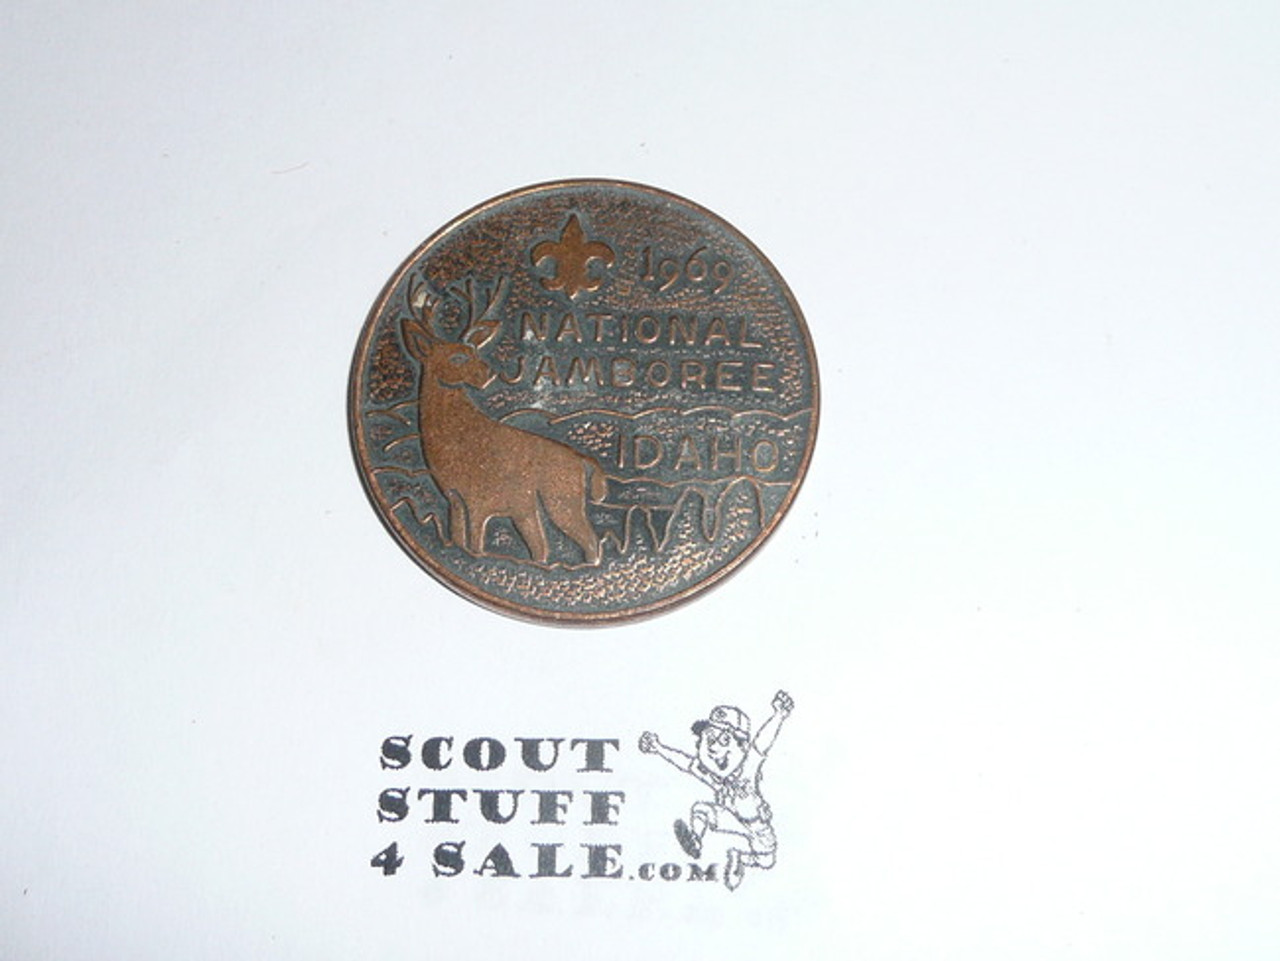 1969
NATIONAL
JAMBOREE
IDAHO
SCOUT
STUFF
4 SALE.COM